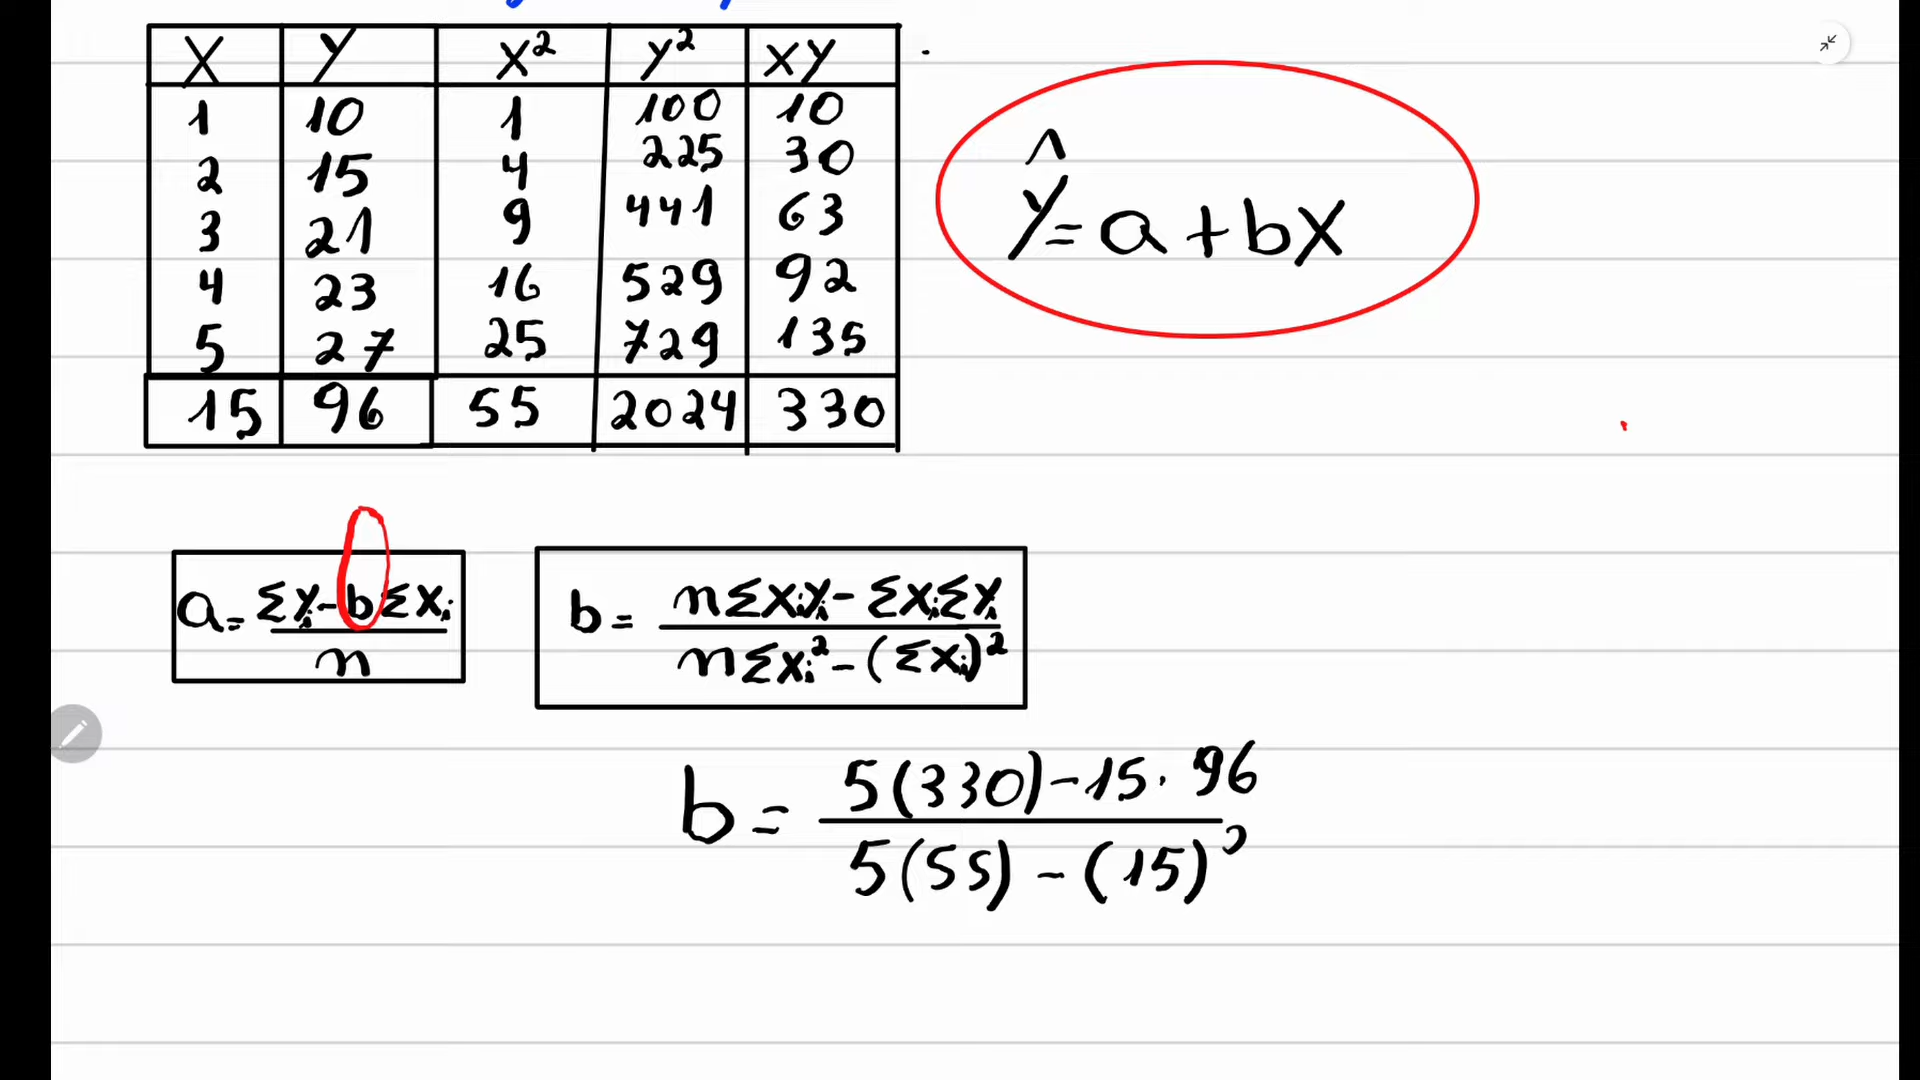 X Y X² Y² XY
1 10 1 100 10
2 15 4 225 30
3 21 9 441 63
4 23 16 529 92
5 27 25 729 135
15 96 55 2024 330
Ŷ = a + bX
a = (ΣYᵢ - bΣXᵢ) / n
b = (nΣXᵢYᵢ - ΣXᵢΣYᵢ) / (nΣXᵢ² - (ΣXᵢ)²)
b = (5(330) - 15 · 96) / (5(55) - (15)²)